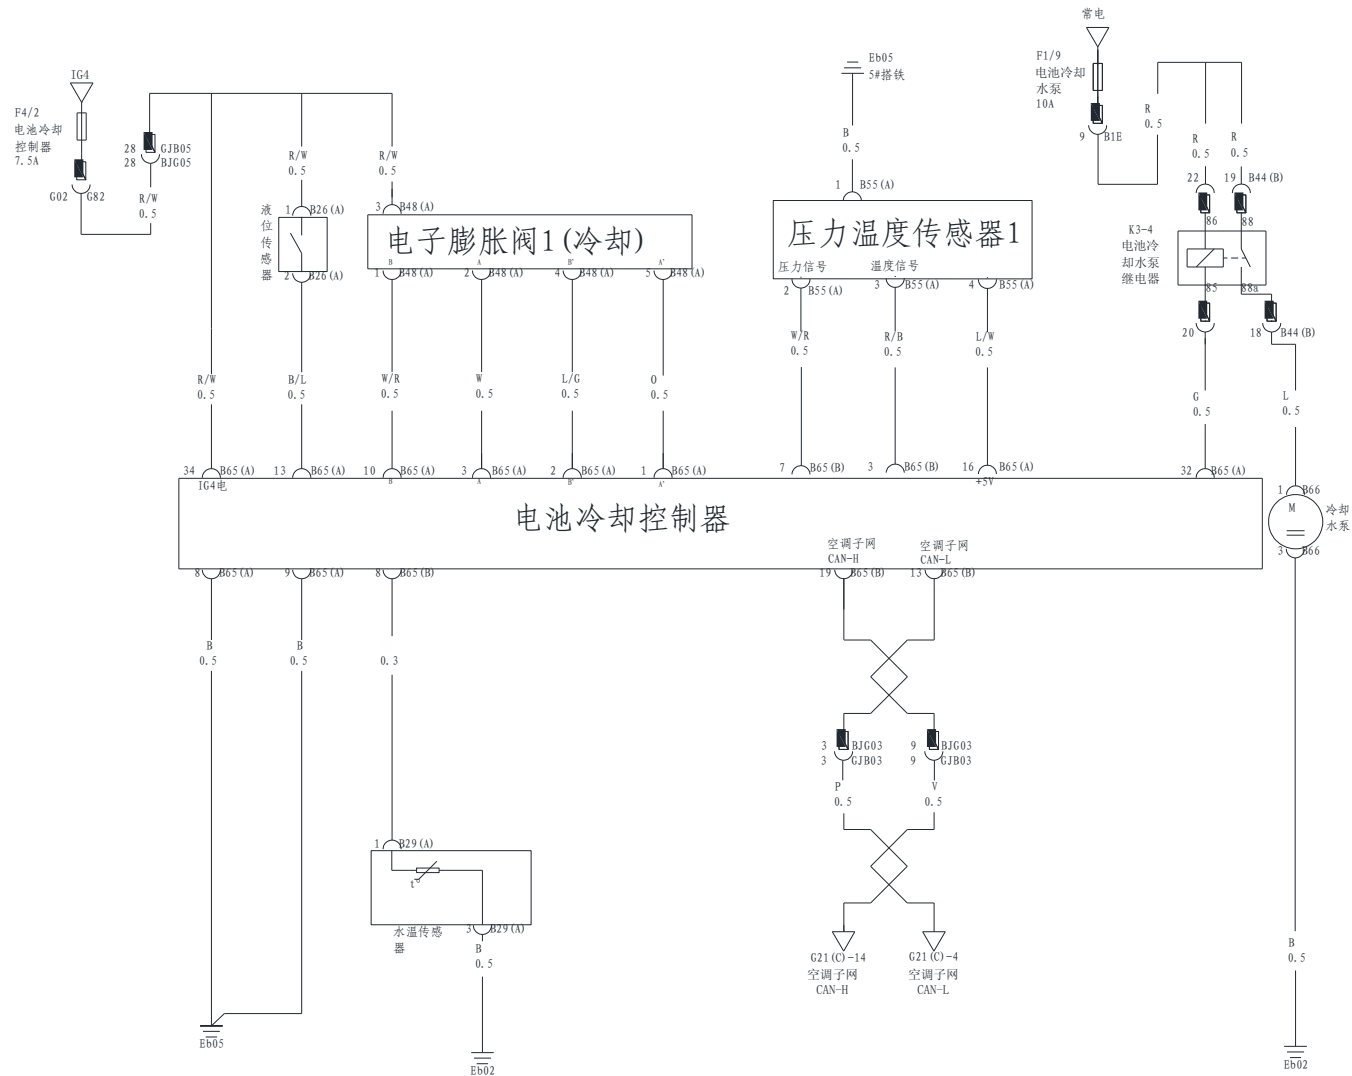 常电
IG4
F4/2
电池冷却
控制器
7.5A
G02
G82
28
GJB05
28
BJG05
R/W
0.5
R/W
0.5
R/W
0.5
液位传感器
1
B26(A)
2
B26(A)
3
B48(A)
电子膨胀阀1(冷却)
B
A
B'
A'
1
B48(A)
2
B48(A)
4
B48(A)
5
B48(A)
Eb05
5#搭铁
B
0.5
1
B55(A)
压力温度传感器1
压力信号
温度信号
2
B55(A)
3
B55(A)
4
B55(A)
F1/9
电池冷却
水泵
10A
9
B1E
R
0.5
R
0.5
R
0.5
22
19
B44(B)
86
88
K3-4
电池冷
却水泵
继电器
85
88a
20
18
B44(B)
R/W
0.5
B/L
0.5
W/R
0.5
W
0.5
L/G
0.5
O
0.5
W/R
0.5
R/B
0.5
L/W
0.5
G
0.5
L
0.5
34
B65(A)
13
B65(A)
10
B65(A)
3
B65(A)
2
B65(A)
1
B65(A)
7
B65(B)
3
B65(B)
16
B65(A)
32
B65(A)
IG4电
B
A
B'
A'
+5V
电池冷却控制器
空调子网
CAN-H
空调子网
CAN-L
1
B66
M
冷却
水泵
3
B66
8
B65(A)
9
B65(A)
8
B65(B)
19
B65(B)
13
B65(B)
B
0.5
B
0.5
0.3
3
BJG03
3
GJB03
9
BJG03
9
GJB03
P
0.5
V
0.5
1
B29(A)
t°
水温传感
器
3
B29(A)
B
0.5
G21(C)-14
空调子网
CAN-H
G21(C)-4
空调子网
CAN-L
B
0.5
Eb05
Eb02
Eb02